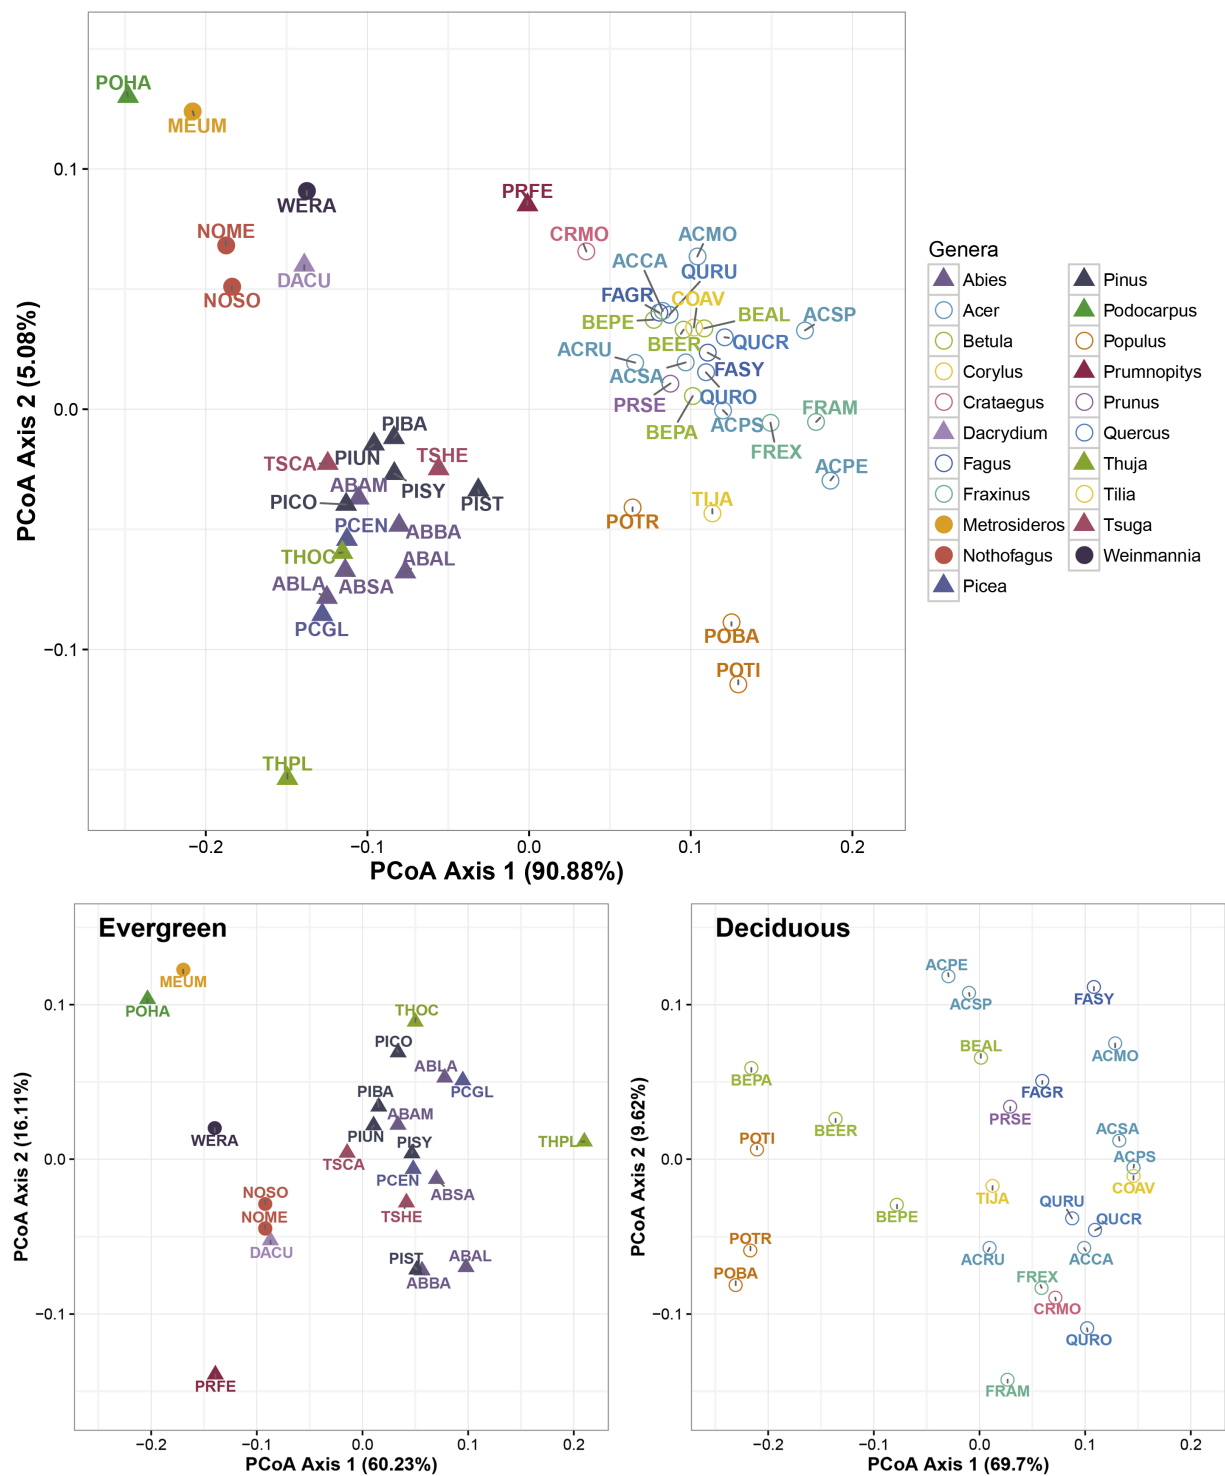 POHA
MEUM
0.1
WERA
PRFE
NOME
CRMO
ACMO
ACCA
QURU
DACU
NOSO
FAGR
COAV
BEPE
BEAL
ACSP
BEER
QUCR
ACRU
ACSA
FASY
PRSE
QURO
0.0
FRAM
PIBA
BEPA
ACPS
FREX
PIUN
TSCA
TSHE
ACPE
ABAM
PISY
PICO
PIST
TIJA
POTR
PCEN
ABBA
THOC
ABAL
ABLA
ABSA
PCGL
POBA
−0.1
POTI
THPL
−0.2
−0.1
0.0
0.1
0.2
PCoA Axis 1 (90.88%)
PCoA Axis 2 (5.08%)
Genera
Abies
Acer
Betula
Corylus
Crataegus
Dacrydium
Fagus
Fraxinus
Metrosideros
Nothofagus
Picea
Pinus
Podocarpus
Populus
Prumnopitys
Prunus
Quercus
Thuja
Tilia
Tsuga
Weinmannia
Evergreen
MEUM
POHA
0.1
THOC
PICO
ABLA
PCGL
PIBA
ABAM
WERA
PIUN
PISY
THPL
0.0
TSCA
PCEN
NOSO
ABSA
NOME
TSHE
DACU
PIST
ABAL
ABBA
−0.1
PRFE
−0.2
−0.1
0.0
0.1
0.2
PCoA Axis 1 (60.23%)
PCoA Axis 2 (16.11%)
Deciduous
ACPE
ACSP
FASY
0.1
BEAL
ACMO
BEPA
FAGR
PRSE
BEER
ACSA
POTI
ACPS
0.0
COAV
TIJA
QURU
BEPE
QUCR
POTR
ACRU
ACCA
POBA
FREX
CRMO
−0.1
QURO
FRAM
−0.2
−0.1
0.0
0.1
0.2
PCoA Axis 1 (69.7%)
PCoA Axis 2 (9.62%)